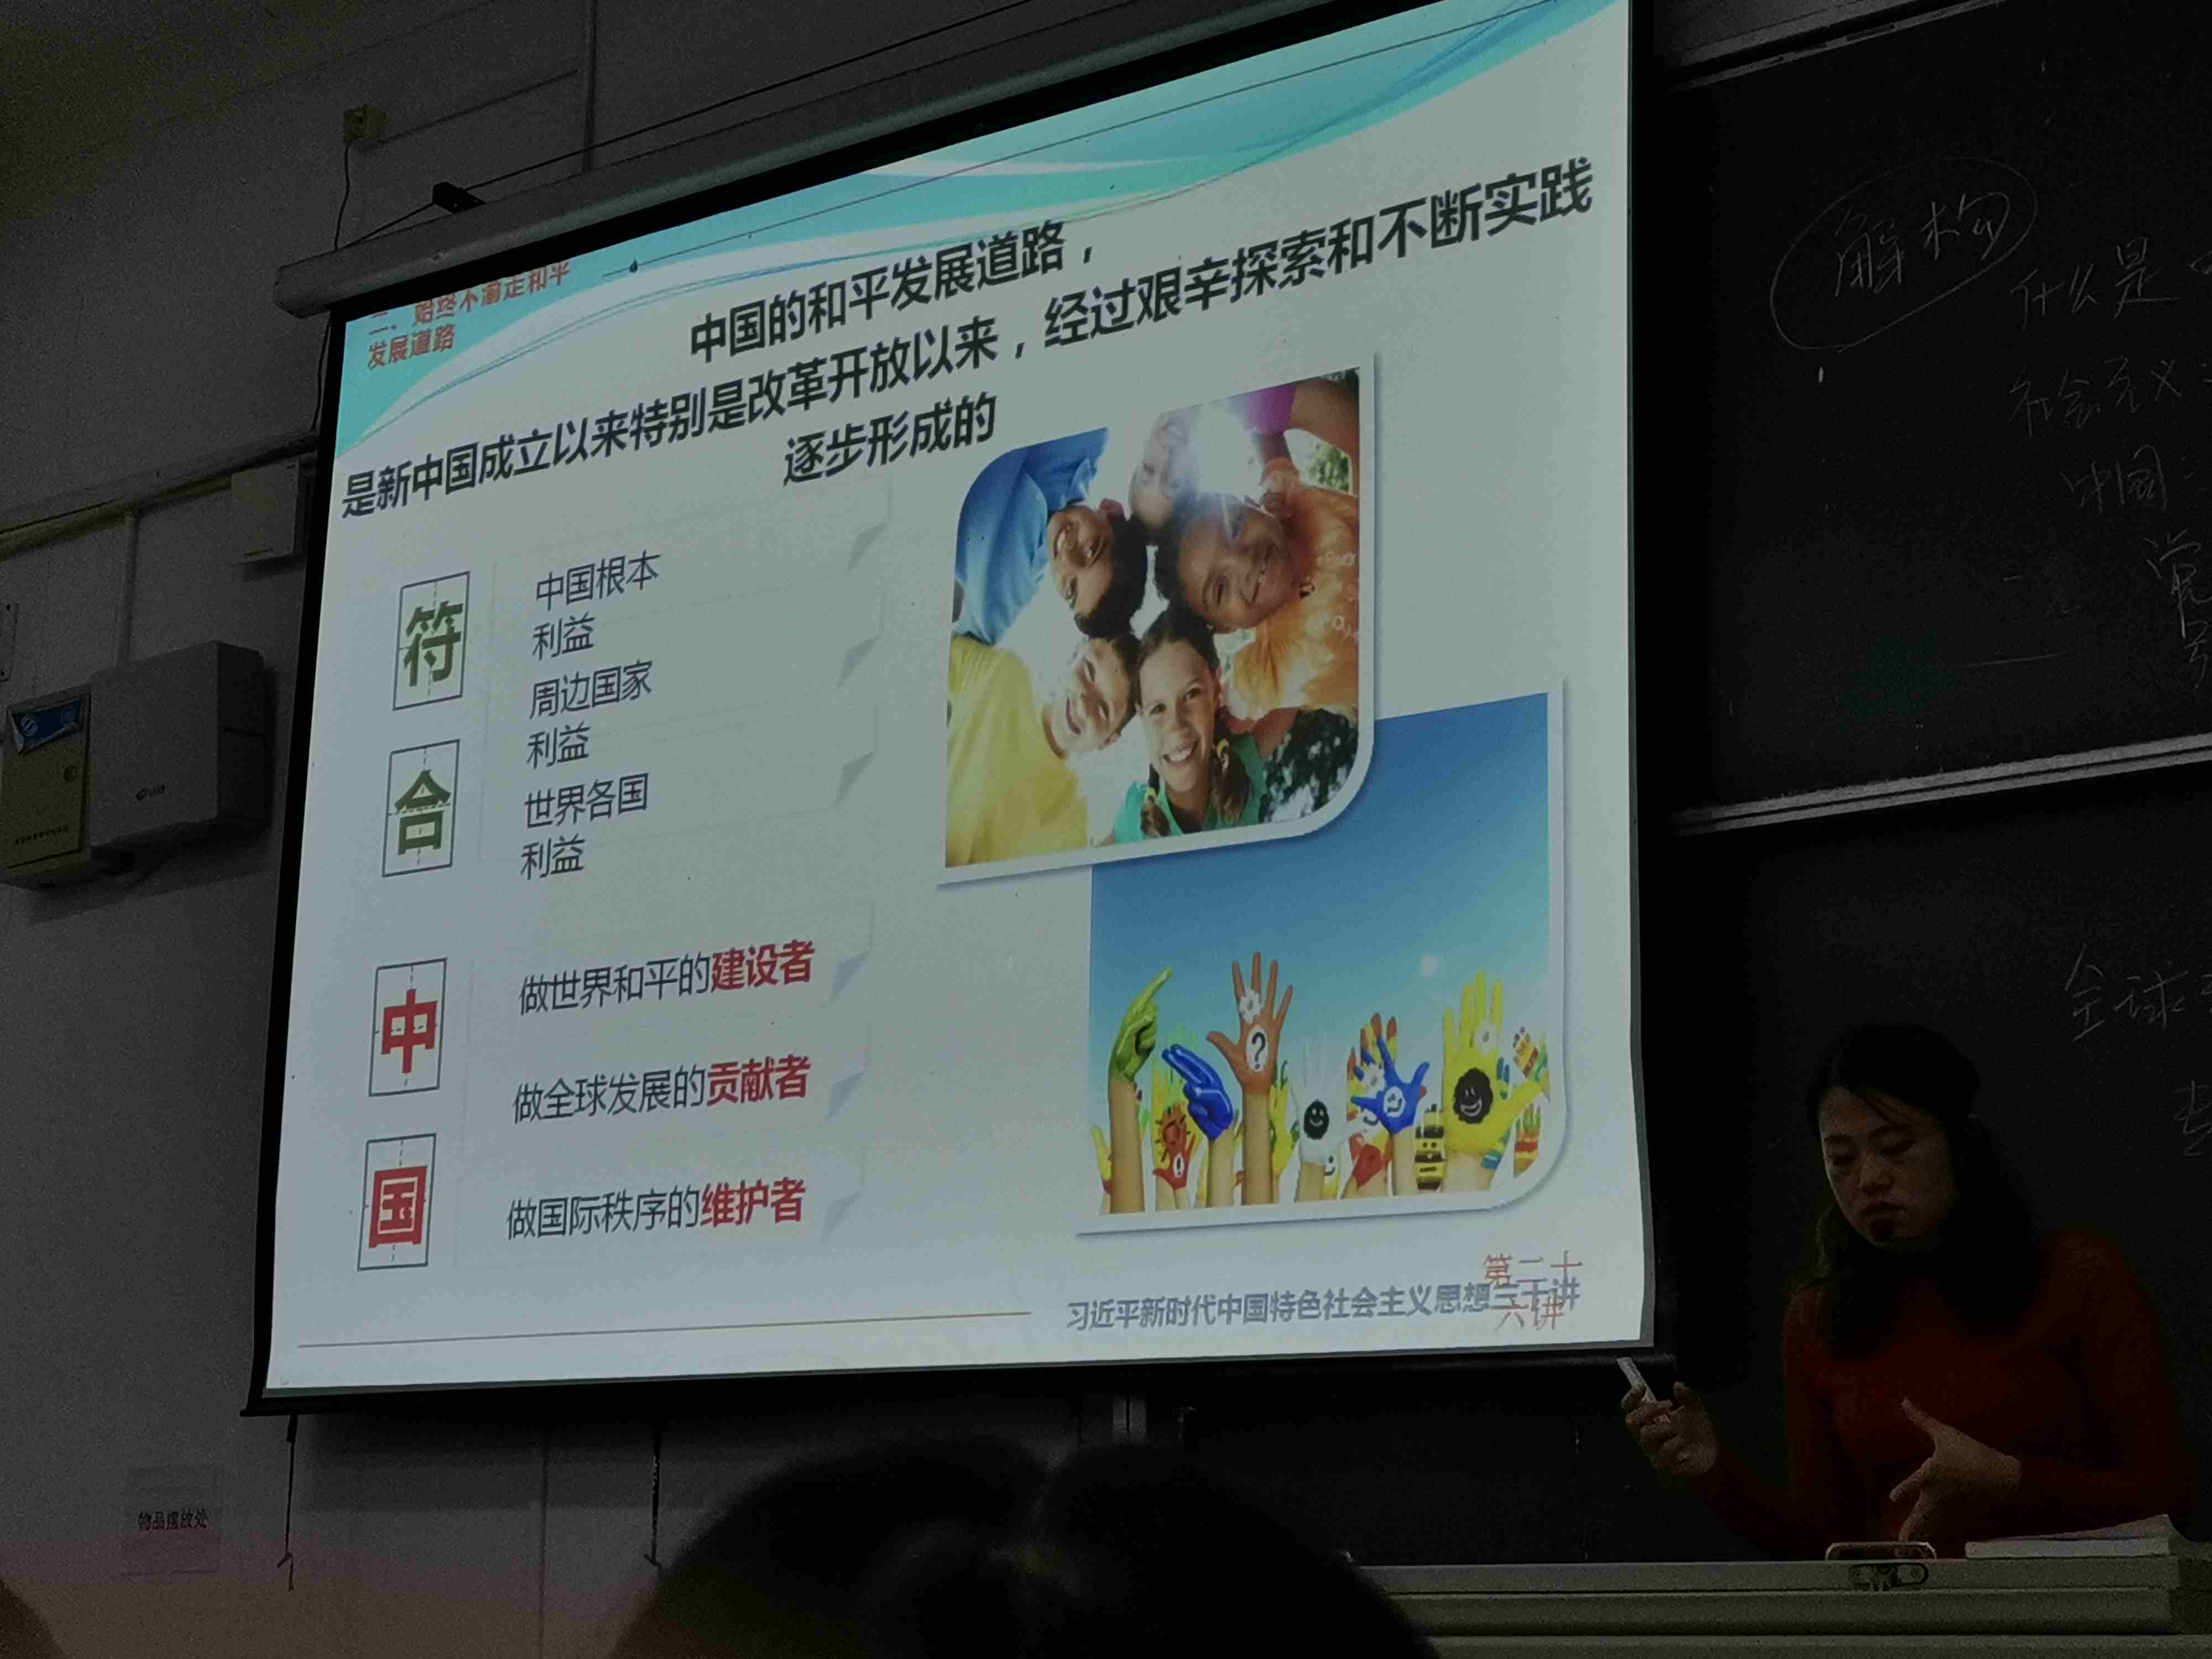 始终不渝走和平
发展道路
中国的和平发展道路，
是新中国成立以来特别是改革开放以来，经过艰辛探索和不断实践
逐步形成的
符
合
中国根本
利益
周边国家
利益
世界各国
利益
中
国
做世界和平的建设者
做全球发展的贡献者
做国际秩序的维护者
?
第二十
六讲
习近平新时代中国特色社会主义思想三十讲
解构
什么是
社会主义
中国
党
全球
物品摆放处